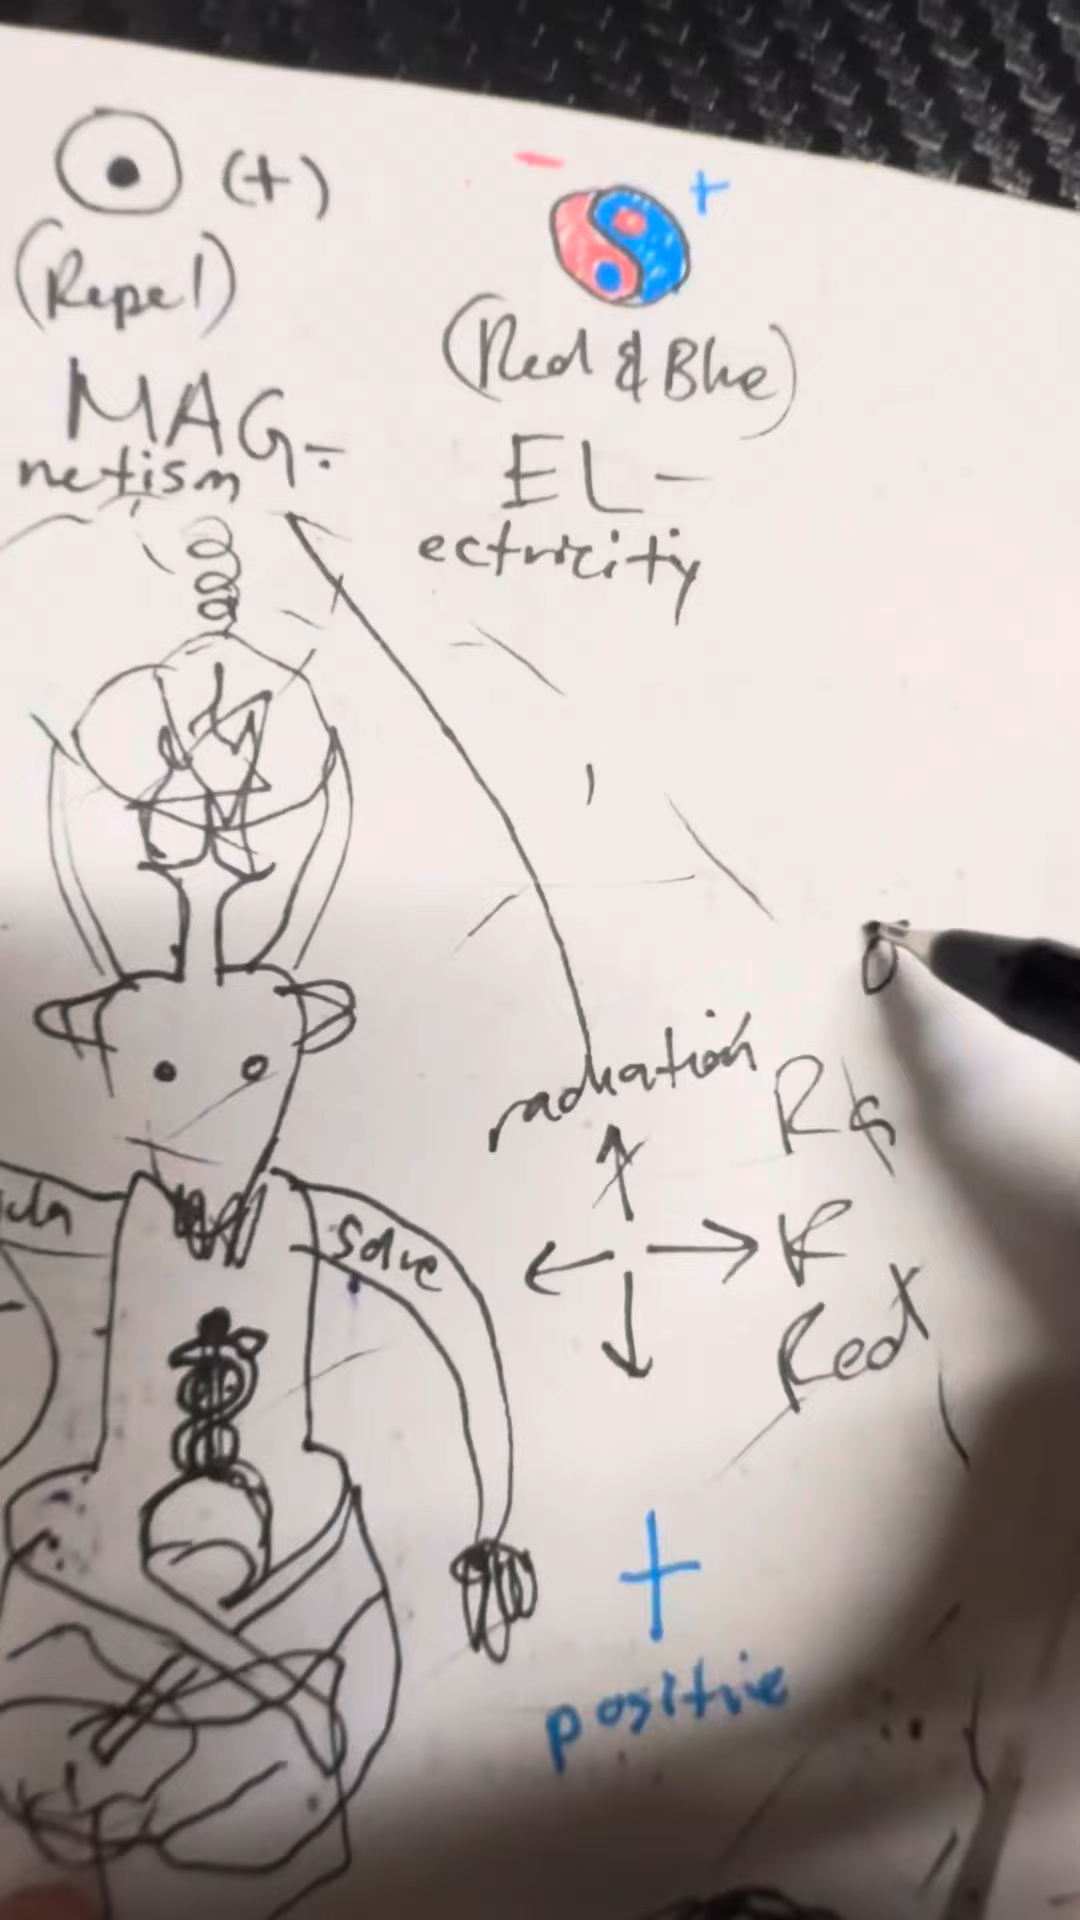 (+)
- +
(Repel)
(Red & Blue)
MAG-
netism
EL-
ectricity
radiation
Solve
Red
+
positive